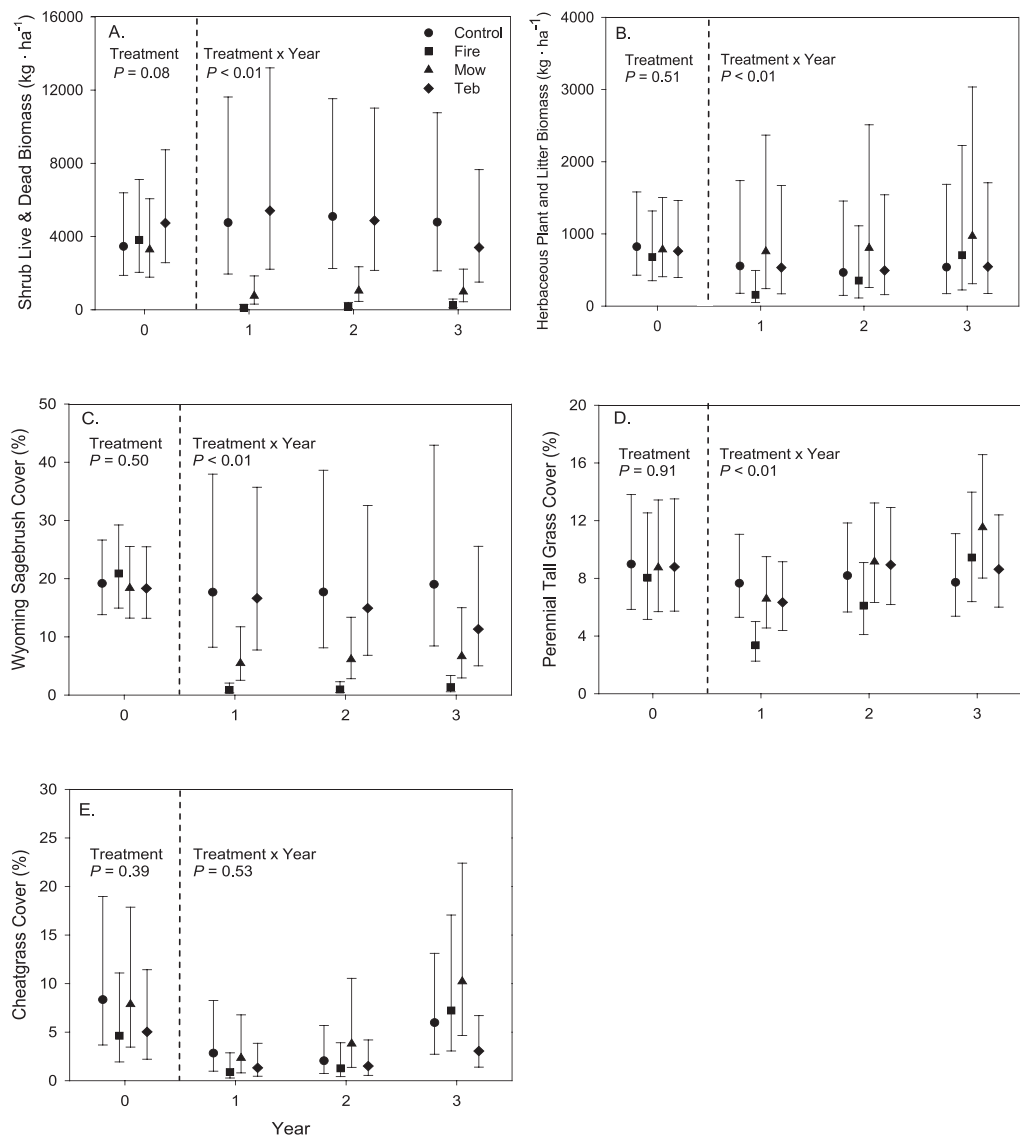 A.
Treatment
P = 0.08
Treatment x Year
P < 0.01
Control
Fire
Mow
Teb
Shrub Live & Dead Biomass (kg · ha⁻¹)
16000
12000
8000
4000
0
0 1 2 3
B.
Treatment
P = 0.51
Treatment x Year
P < 0.01
Herbaceous Plant and Litter Biomass (kg · ha⁻¹)
4000
3000
2000
1000
0
0 1 2 3
C.
Treatment
P = 0.50
Treatment x Year
P < 0.01
Wyoming Sagebrush Cover (%)
50
40
30
20
10
0
0 1 2 3
D.
Treatment
P = 0.91
Treatment x Year
P < 0.01
Perennial Tall Grass Cover (%)
20
16
12
8
4
0
0 1 2 3
E.
Treatment
P = 0.39
Treatment x Year
P = 0.53
Cheatgrass Cover (%)
30
25
20
15
10
5
0
0 1 2 3
Year